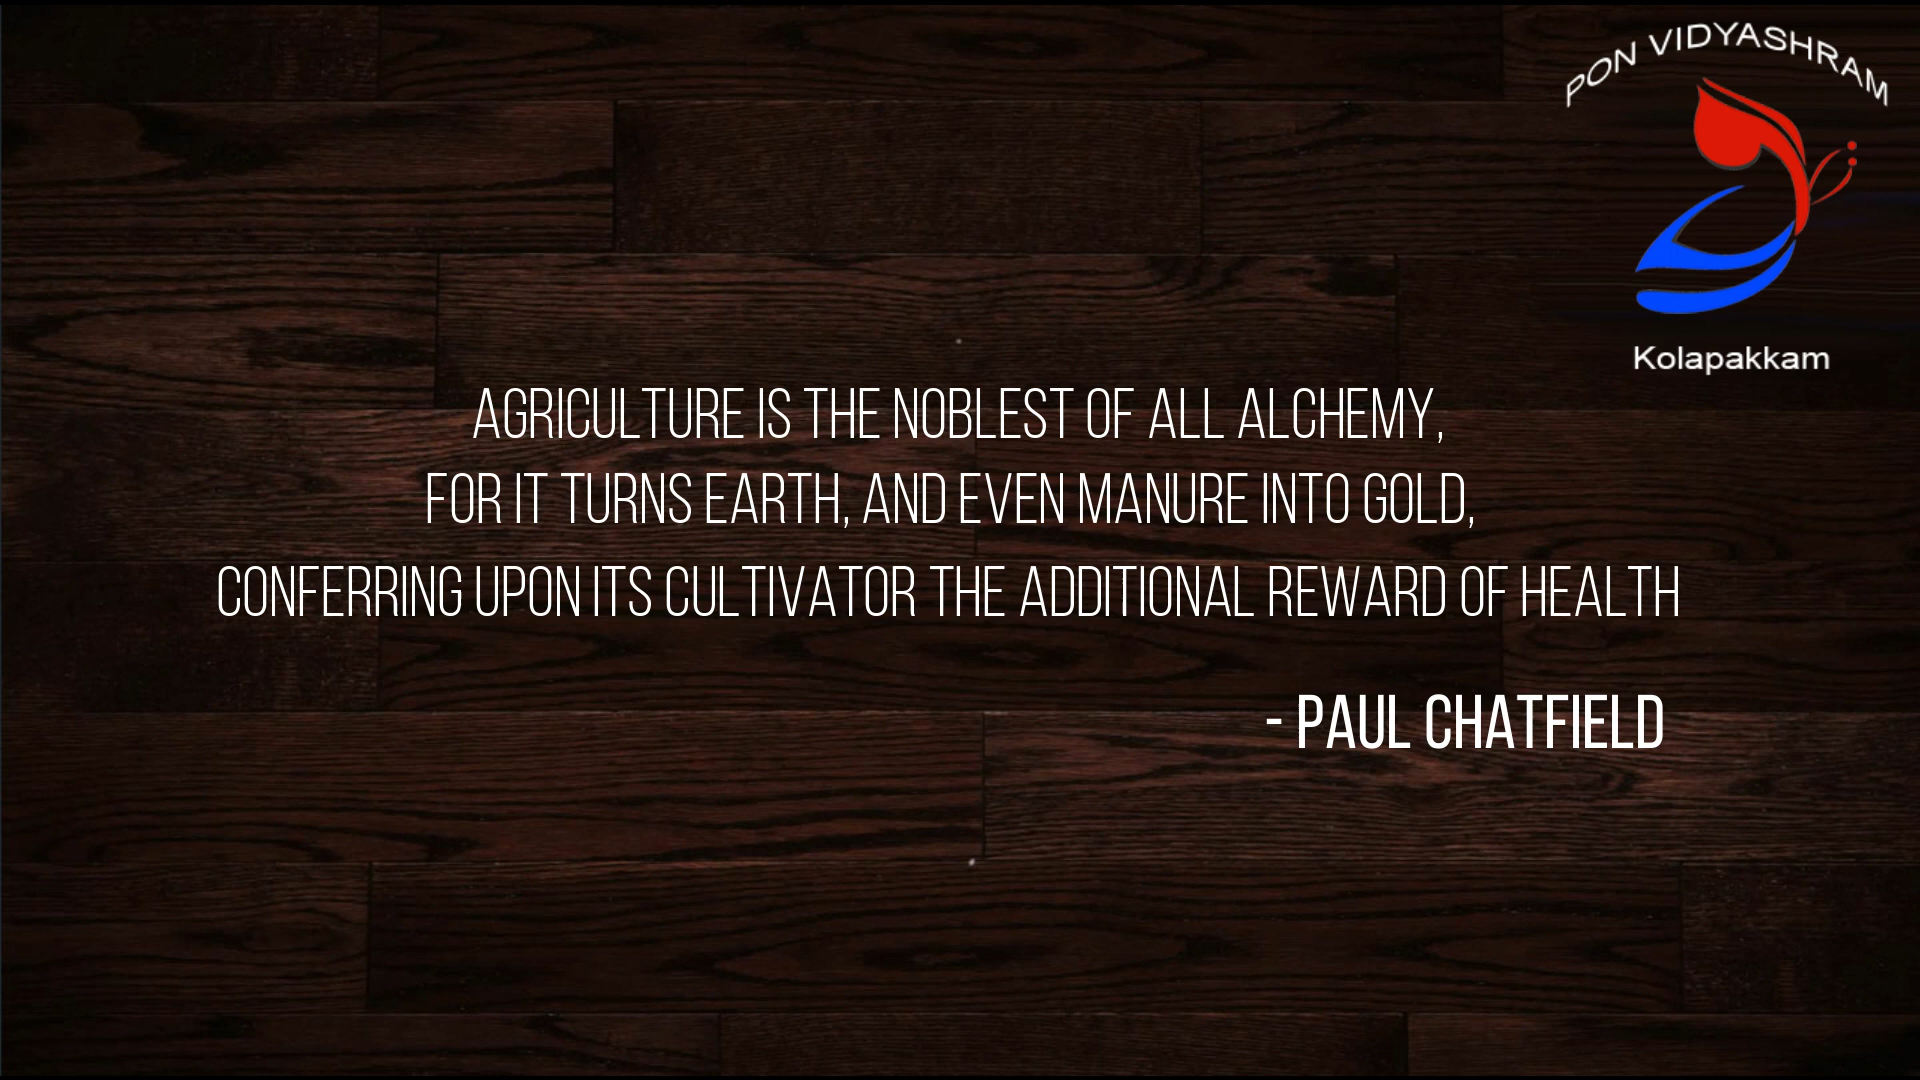 PON VIDYASHRAM
Kolapakkam
AGRICULTURE IS THE NOBLEST OF ALL ALCHEMY,
FOR IT TURNS EARTH, AND EVEN MANURE INTO GOLD,
CONFERRING UPON ITS CULTIVATOR THE ADDITIONAL REWARD OF HEALTH
- PAUL CHATFIELD